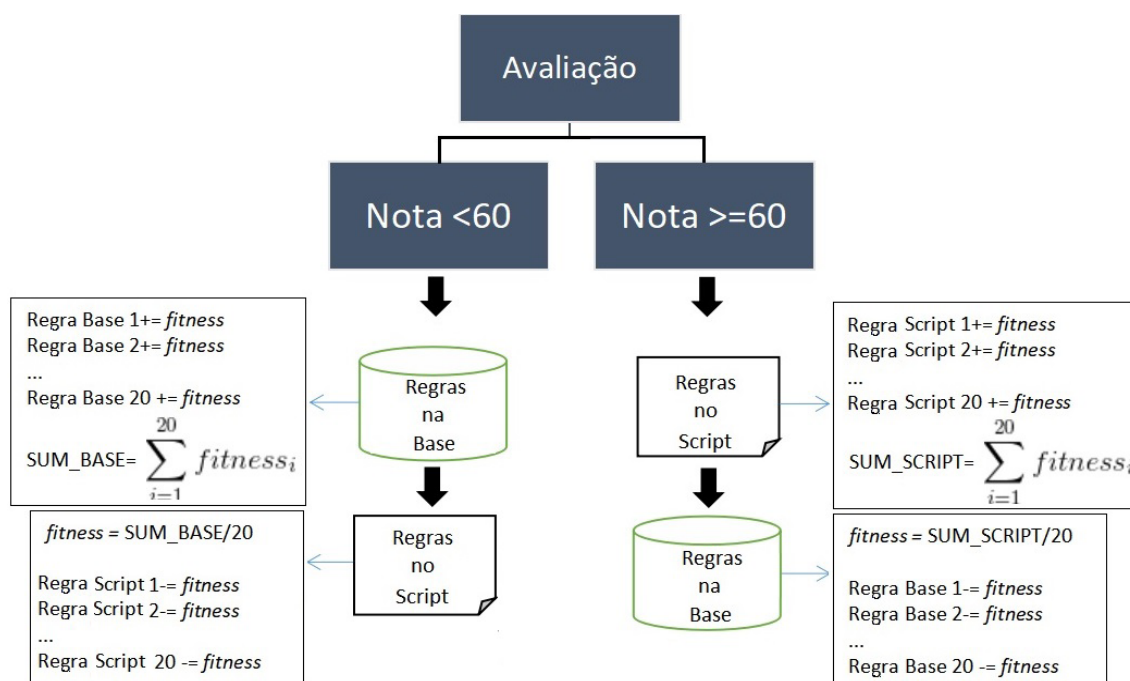 Avaliação
Nota <60
Nota >=60
Regra Base 1+= fitness
Regra Base 2+= fitness
...
Regra Base 20 += fitness
SUM_BASE= 20 ∑ i=1 fitness_i
Regras
na
Base
Regras
no
Script
Regra Script 1+= fitness
Regra Script 2+= fitness
...
Regra Script 20 += fitness
SUM_SCRIPT= 20 ∑ i=1 fitness_i
fitness = SUM_BASE/20
Regra Script 1-= fitness
Regra Script 2-= fitness
...
Regra Script 20 -= fitness
Regras
no
Script
Regras
na
Base
fitness = SUM_SCRIPT/20
Regra Base 1-= fitness
Regra Base 2-= fitness
...
Regra Base 20 -= fitness